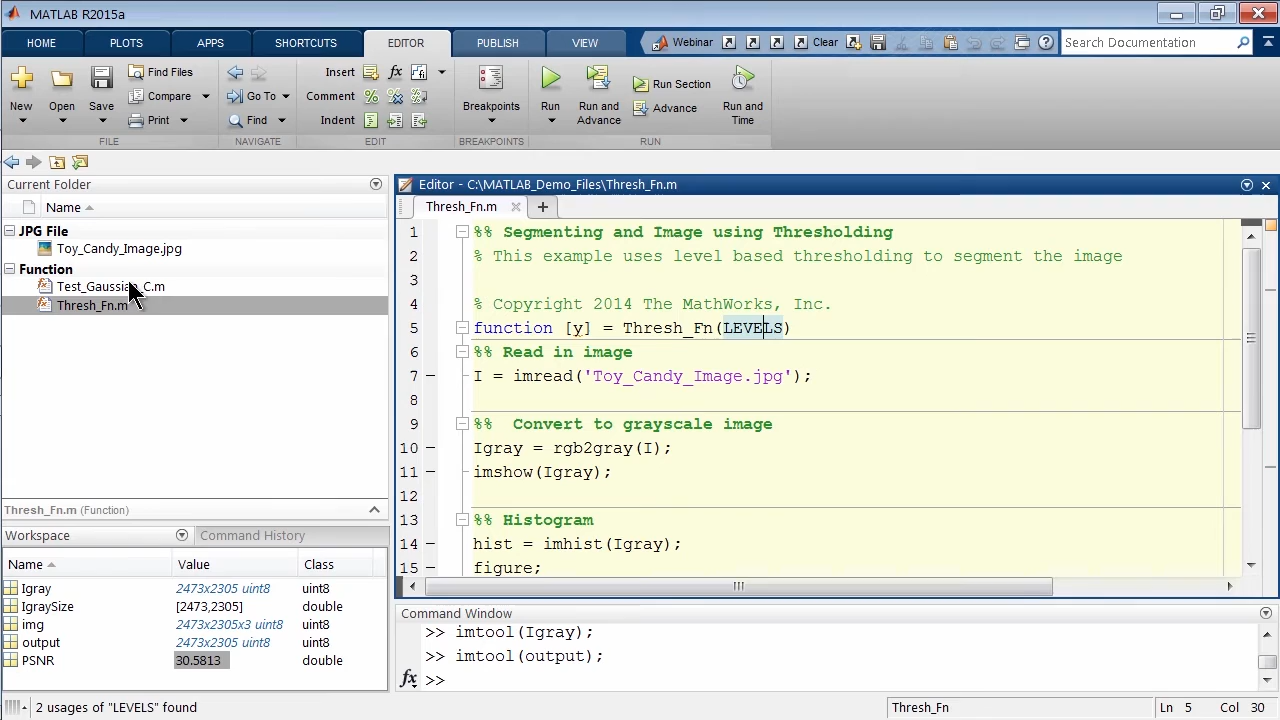 MATLAB R2015a
HOME PLOTS APPS SHORTCUTS EDITOR PUBLISH VIEW Webinar Clear Search Documentation
Find Files
Compare
Print
New Open Save
FILE
Go To
Find
NAVIGATE
Insert fx
Comment
Indent
EDIT
Breakpoints
BREAKPOINTS
Run
Run and Advance
Run Section
Advance
Run and Time
RUN
Current Folder
Name
JPG File
Toy_Candy_Image.jpg
Function
Test_Gaussian_C.m
Thresh_Fn.m
Thresh_Fn.m (Function)
Workspace Command History
Name Value Class
Igray 2473x2305 uint8 uint8
IgraySize [2473,2305] double
img 2473x2305x3 uint8 uint8
output 2473x2305 uint8 uint8
PSNR 30.5813 double
Editor - C:\MATLAB_Demo_Files\Thresh_Fn.m
Thresh_Fn.m
1 %% Segmenting and Image using Thresholding
2 % This example uses level based thresholding to segment the image
3
4 % Copyright 2014 The MathWorks, Inc.
5 function [y] = Thresh_Fn(LEVELS)
6 %% Read in image
7 I = imread('Toy_Candy_Image.jpg');
8
9 %%  Convert to grayscale image
10 Igray = rgb2gray(I);
11 imshow(Igray);
12
13 %% Histogram
14 hist = imhist(Igray);
15 figure;
Command Window
>> imtool(Igray);
>> imtool(output);
fx >>
2 usages of "LEVELS" found Thresh_Fn Ln 5 Col 30